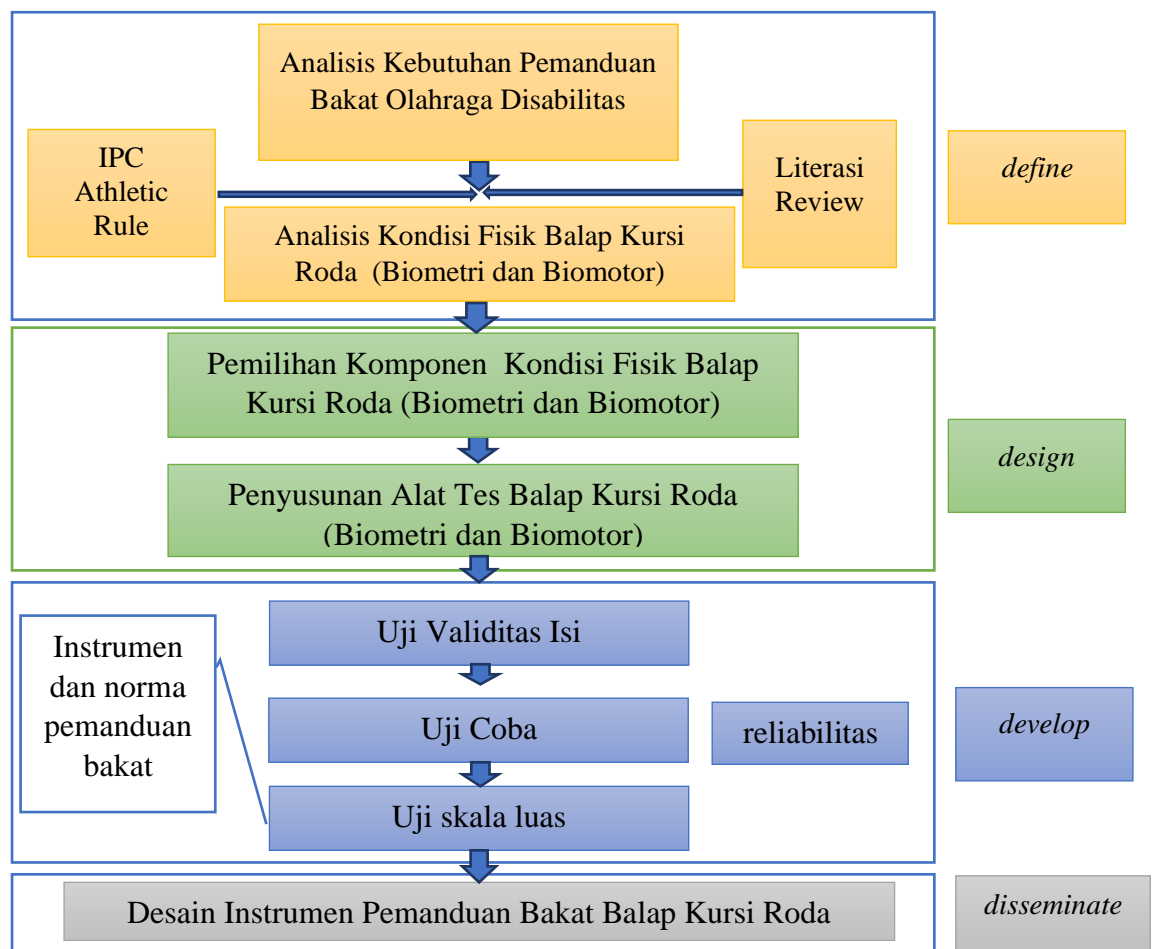 Analisis Kebutuhan Pemanduan
Bakat Olahraga Disabilitas
IPC
Athletic
Rule
Literasi
Review
define
Analisis Kondisi Fisik Balap Kursi
Roda (Biometri dan Biomotor)
Pemilihan Komponen Kondisi Fisik Balap
Kursi Roda (Biometri dan Biomotor)
design
Penyusunan Alat Tes Balap Kursi Roda
(Biometri dan Biomotor)
Instrumen
dan norma
pemanduan
bakat
Uji Validitas Isi
Uji Coba
reliabilitas
develop
Uji skala luas
Desain Instrumen Pemanduan Bakat Balap Kursi Roda
disseminate